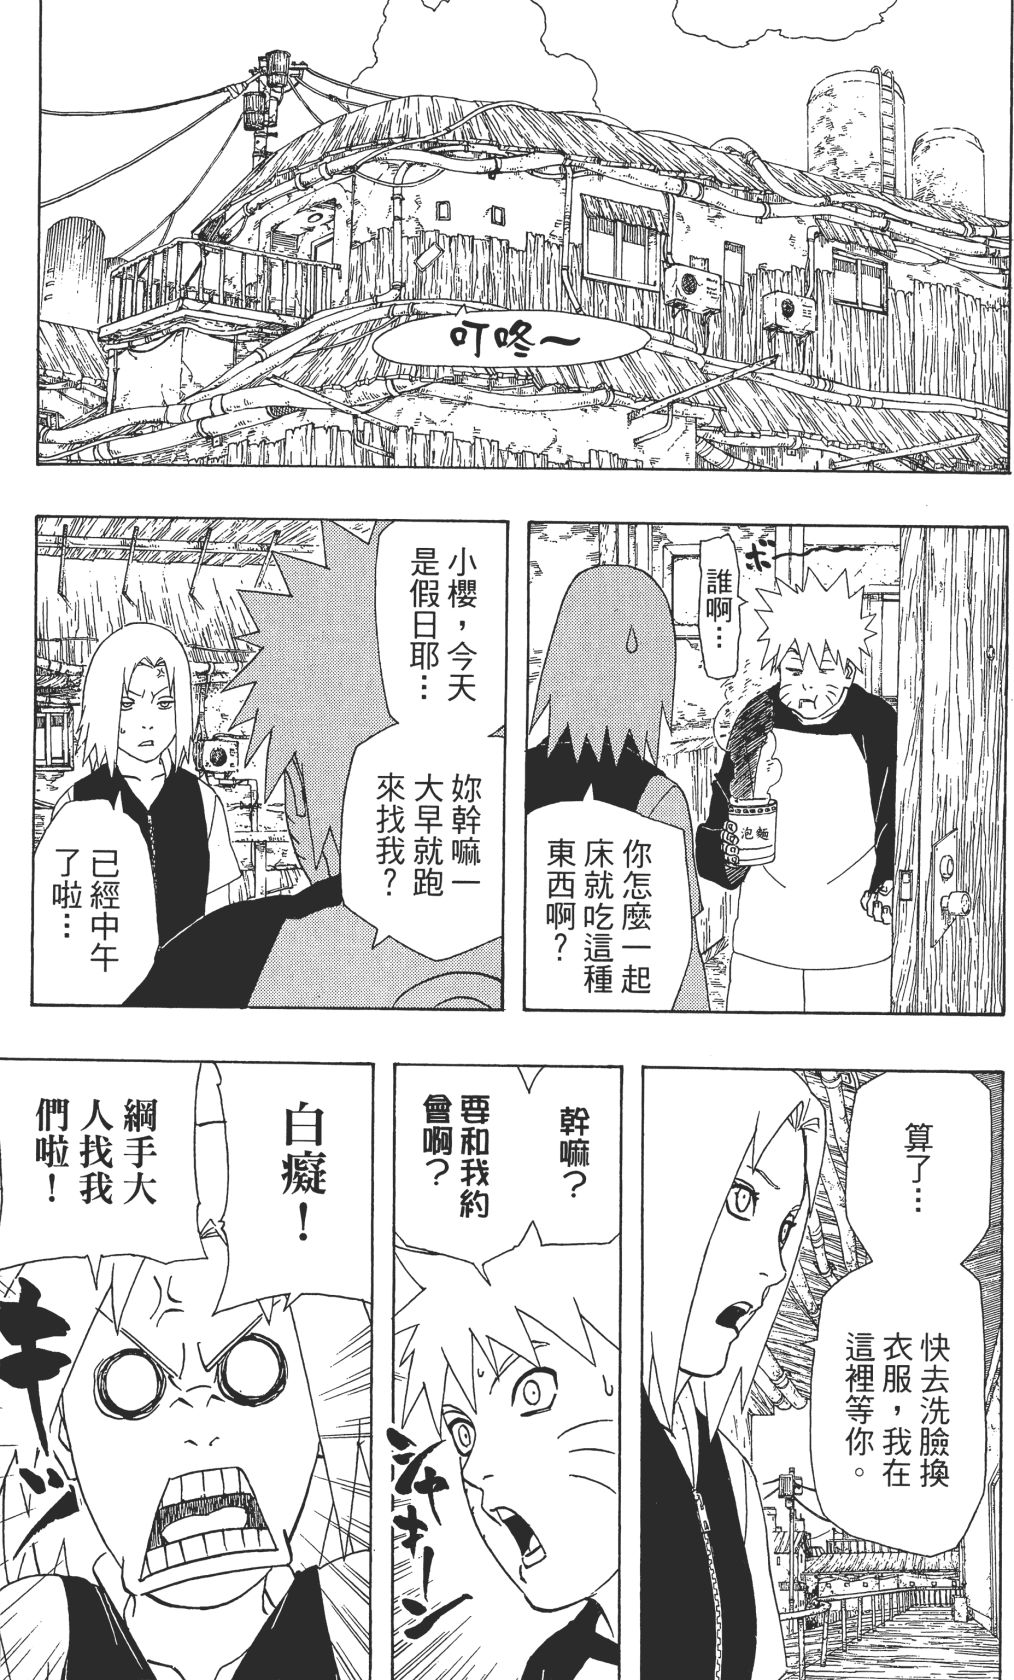 叮咚～
ボ
誰啊…
泡麵
你怎麼一起
床就吃這種
東西啊？
小櫻，今天
是假日耶…
妳幹嘛一
大早就跑
來找我？
已經中午
了啦…
算了…
快去洗臉換
衣服，我在
這裡等你。
幹嘛？
要和我約
會啊？
シャキーン
白癡！
綱手大
人找我
們啦！
キッ